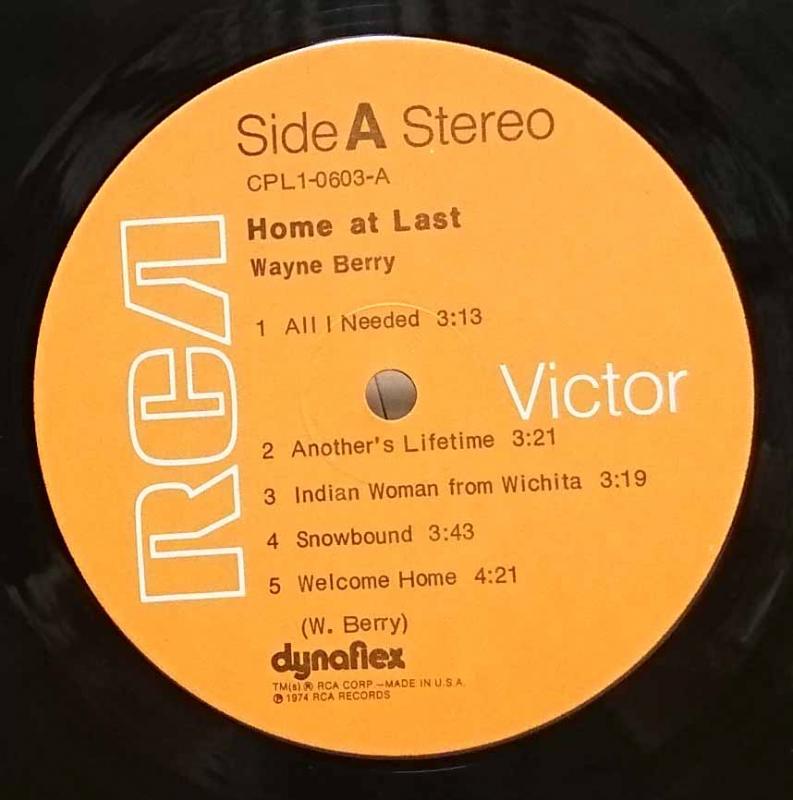 Side A Stereo
CPL1-0603-A
Home at Last
Wayne Berry
1 All I Needed 3:13
RCA
Victor
2 Another's Lifetime 3:21
3 Indian Woman from Wichita 3:19
4 Snowbound 3:43
5 Welcome Home 4:21
(W. Berry)
dynaflex
TM(s) ® RCA CORP.—MADE IN U.S.A.
℗ 1974 RCA RECORDS